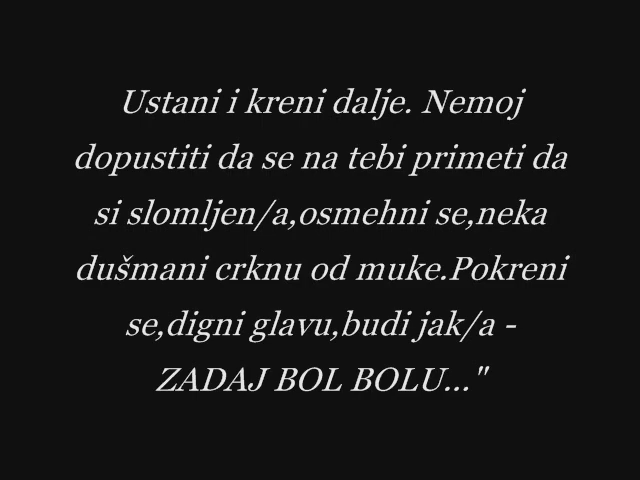 Ustani i kreni dalje. Nemoj
dopustiti da se na tebi primeti da
si slomljen/a,osmehni se,neka
dušmani crknu od muke.Pokreni
se,digni glavu,budi jak/a -
ZADAJ BOL BOLU..."